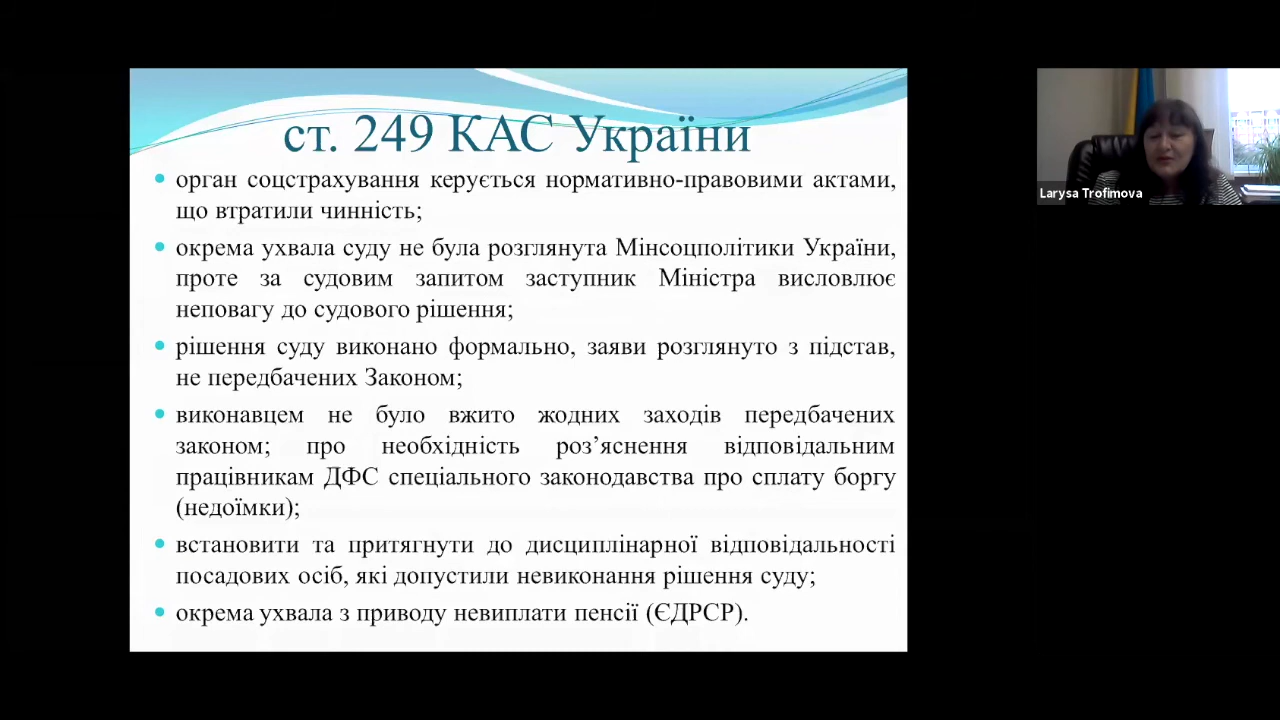 ст. 249 КАС України
орган соцстрахування керується нормативно-правовими актами,
що втратили чинність;
окрема ухвала суду не була розглянута Мінсоцполітики України,
проте за судовим запитом заступник Міністра висловлює
неповагу до судового рішення;
рішення суду виконано формально, заяви розглянуто з підстав,
не передбачених Законом;
виконавцем не було вжито жодних заходів передбачених
законом; про необхідність роз’яснення відповідальним
працівникам ДФС спеціального законодавства про сплату боргу
(недоїмки);
встановити та притягнути до дисциплінарної відповідальності
посадових осіб, які допустили невиконання рішення суду;
окрема ухвала з приводу невиплати пенсії (ЄДРСР).
Larysa Trofimova